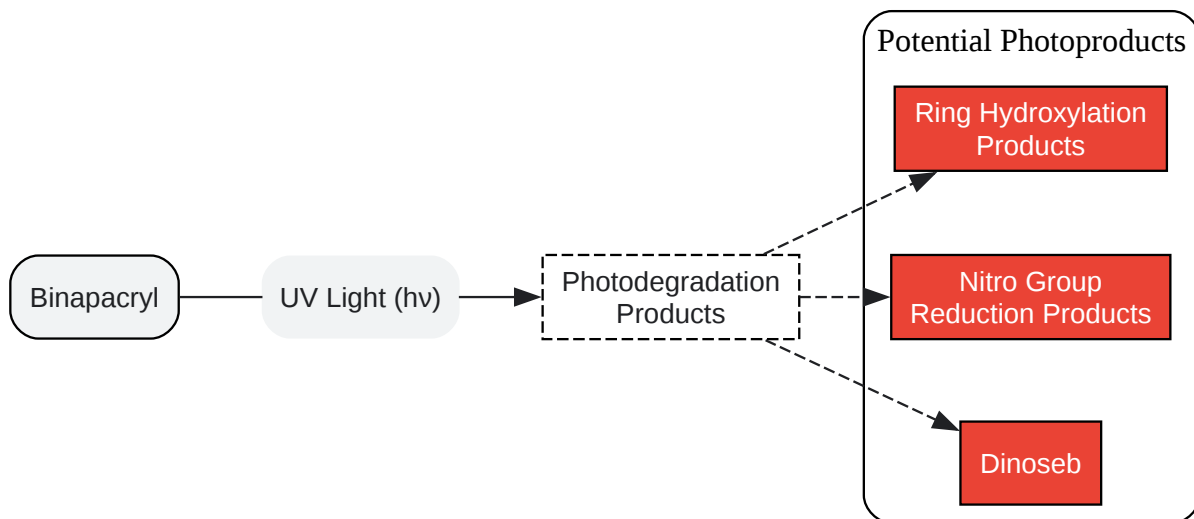 Potential Photoproducts
Ring Hydroxylation
Products
Binapacryl
UV Light (hν)
Photodegradation
Products
Nitro Group
Reduction Products
Dinoseb